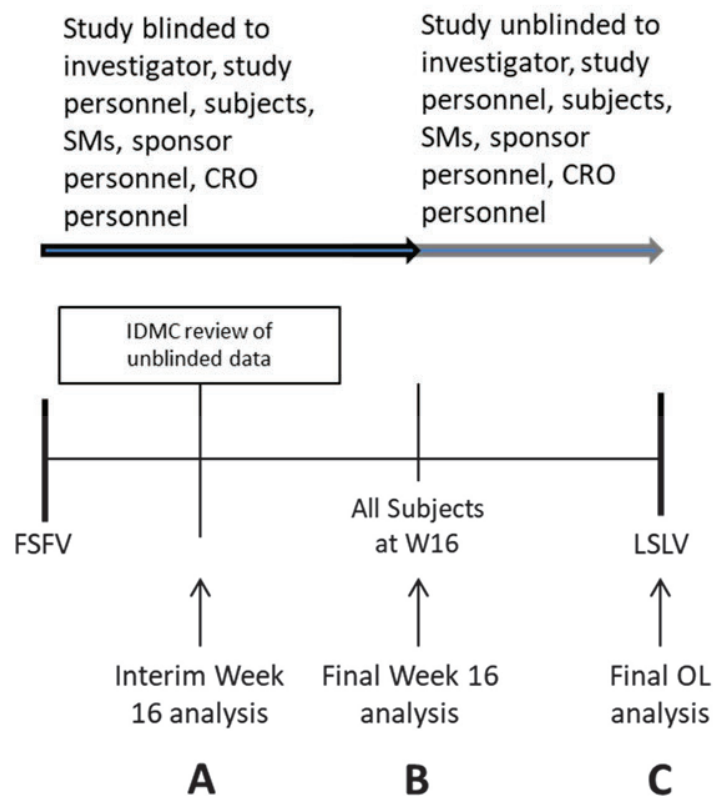 Study blinded to
investigator, study
personnel, subjects,
SMs, sponsor
personnel, CRO
personnel
Study unblinded to
investigator, study
personnel, subjects,
SMs, sponsor
personnel, CRO
personnel
IDMC review of
unblinded data
FSFV
All Subjects
at W16
LSLV
Interim Week
16 analysis
Final Week 16
analysis
Final OL
analysis
A
B
C